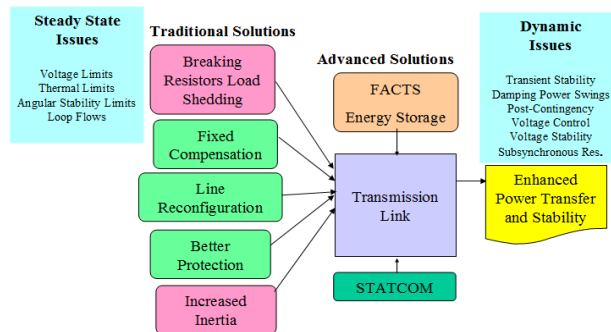 Steady State
Issues
Voltage Limits
Thermal Limits
Angular Stability Limits
Loop Flows
Traditional Solutions
Breaking
Resistors Load
Shedding
Fixed
Compensation
Line
Reconfiguration
Better
Protection
Increased
Inertia
Advanced Solutions
FACTS
Energy Storage
Transmission
Link
STATCOM
Dynamic
Issues
Transient Stability
Damping Power Swings
Post-Contingency
Voltage Control
Voltage Stability
Subsynchronous Res.
Enhanced
Power Transfer
and Stability